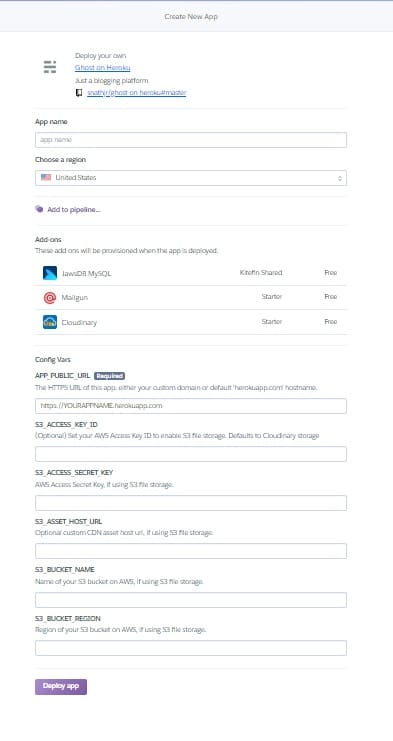 Create New App
Deploy your own
Ghost on Heroku
Just a blogging platform
snathjr/ghost-on-heroku#master
App name
app name
Choose a region
United States
Add to pipeline...
Add-ons
These add-ons will be provisioned when the app is deployed.
JawsDB MySQL Kitefin Shared Free
Mailgun Starter Free
Cloudinary Starter Free
Config Vars
APP_PUBLIC_URL Required
The HTTPS URL of this app: either your custom domain or default 'herokuapp.com' hostname.
https://YOURAPPNAME.herokuapp.com
S3_ACCESS_KEY_ID
(Optional) Set your AWS Access Key ID to enable S3 file storage. Defaults to Cloudinary storage
S3_ACCESS_SECRET_KEY
AWS Access Secret Key, if using S3 file storage.
S3_ASSET_HOST_URL
Optional custom CDN asset host url, if using S3 file storage.
S3_BUCKET_NAME
Name of your S3 bucket on AWS, if using S3 file storage.
S3_BUCKET_REGION
Region of your S3 bucket on AWS, if using S3 file storage.
Deploy app